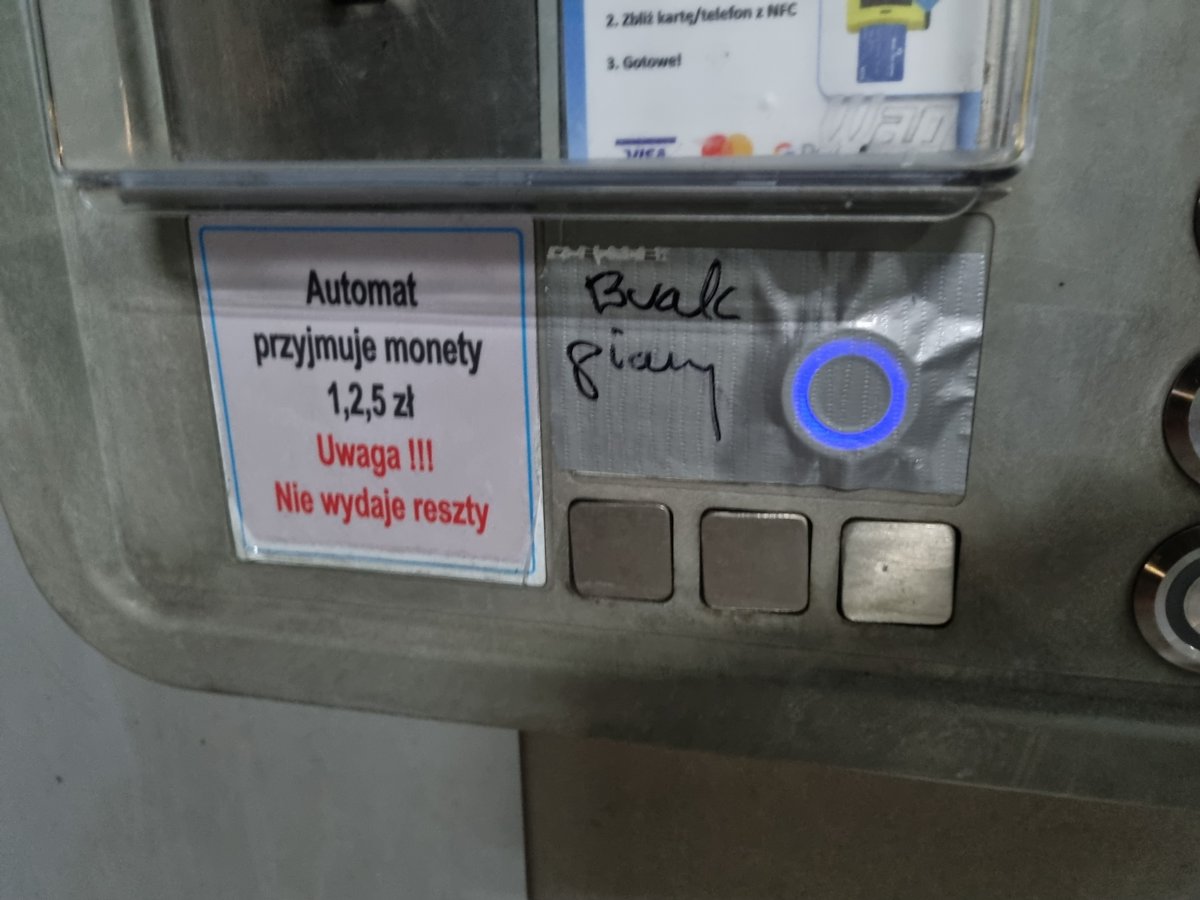 2. Zbliż kartę/telefon z NFC
3. Gotowe!
VISA
Automat
przyjmuje monety
1,2,5 zł
Uwaga !!!
Nie wydaje reszty
Brak
piany